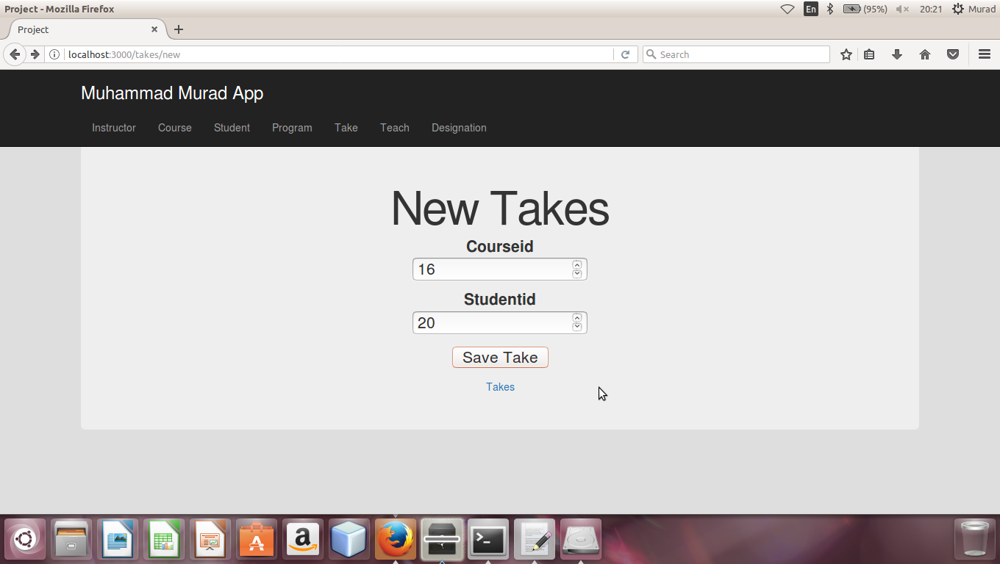 Project - Mozilla Firefox
En
(95%)
20:21
Murad
Project
localhost:3000/takes/new
Search
Muhammad Murad App
Instructor Course Student Program Take Teach Designation
New Takes
Courseid
16
Studentid
20
Save Take
Takes